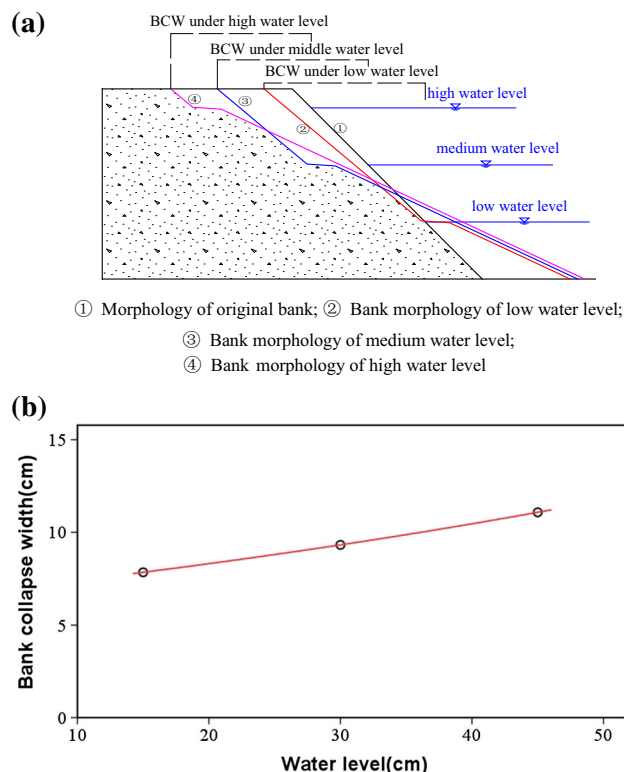 (a)
BCW under high water level
BCW under middle water level
BCW under low water level
high water level
④
③
②
①
medium water level
low water level
① Morphology of original bank; ② Bank morphology of low water level;
③ Bank morphology of medium water level;
④ Bank morphology of high water level
(b)
15
10
5
0
Bank collapse width(cm)
10 20 30 40 50
Water level(cm)